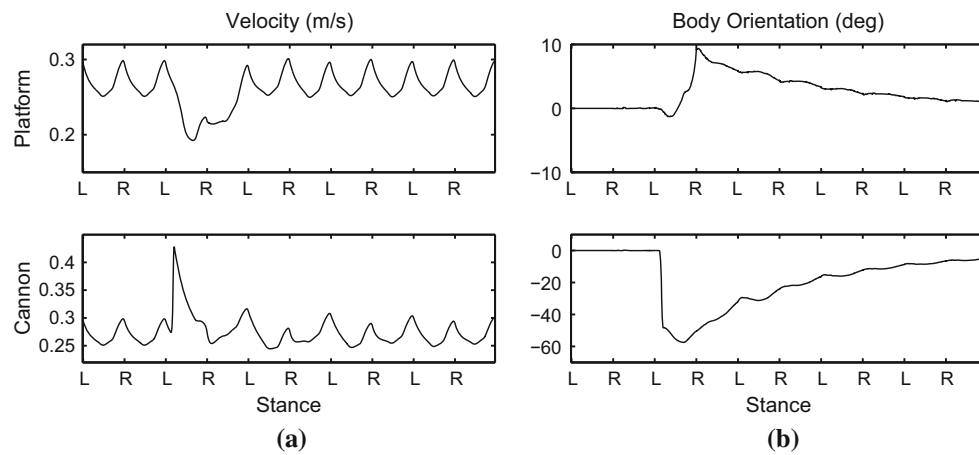 Velocity (m/s)
Body Orientation (deg)
Platform
0.3
0.2
L R L R L R L R L R
10
0
−10
L R L R L R L R L R
Cannon
0.4
0.35
0.3
0.25
L R L R L R L R L R
Stance
(a)
0
−20
−40
−60
L R L R L R L R L R
Stance
(b)